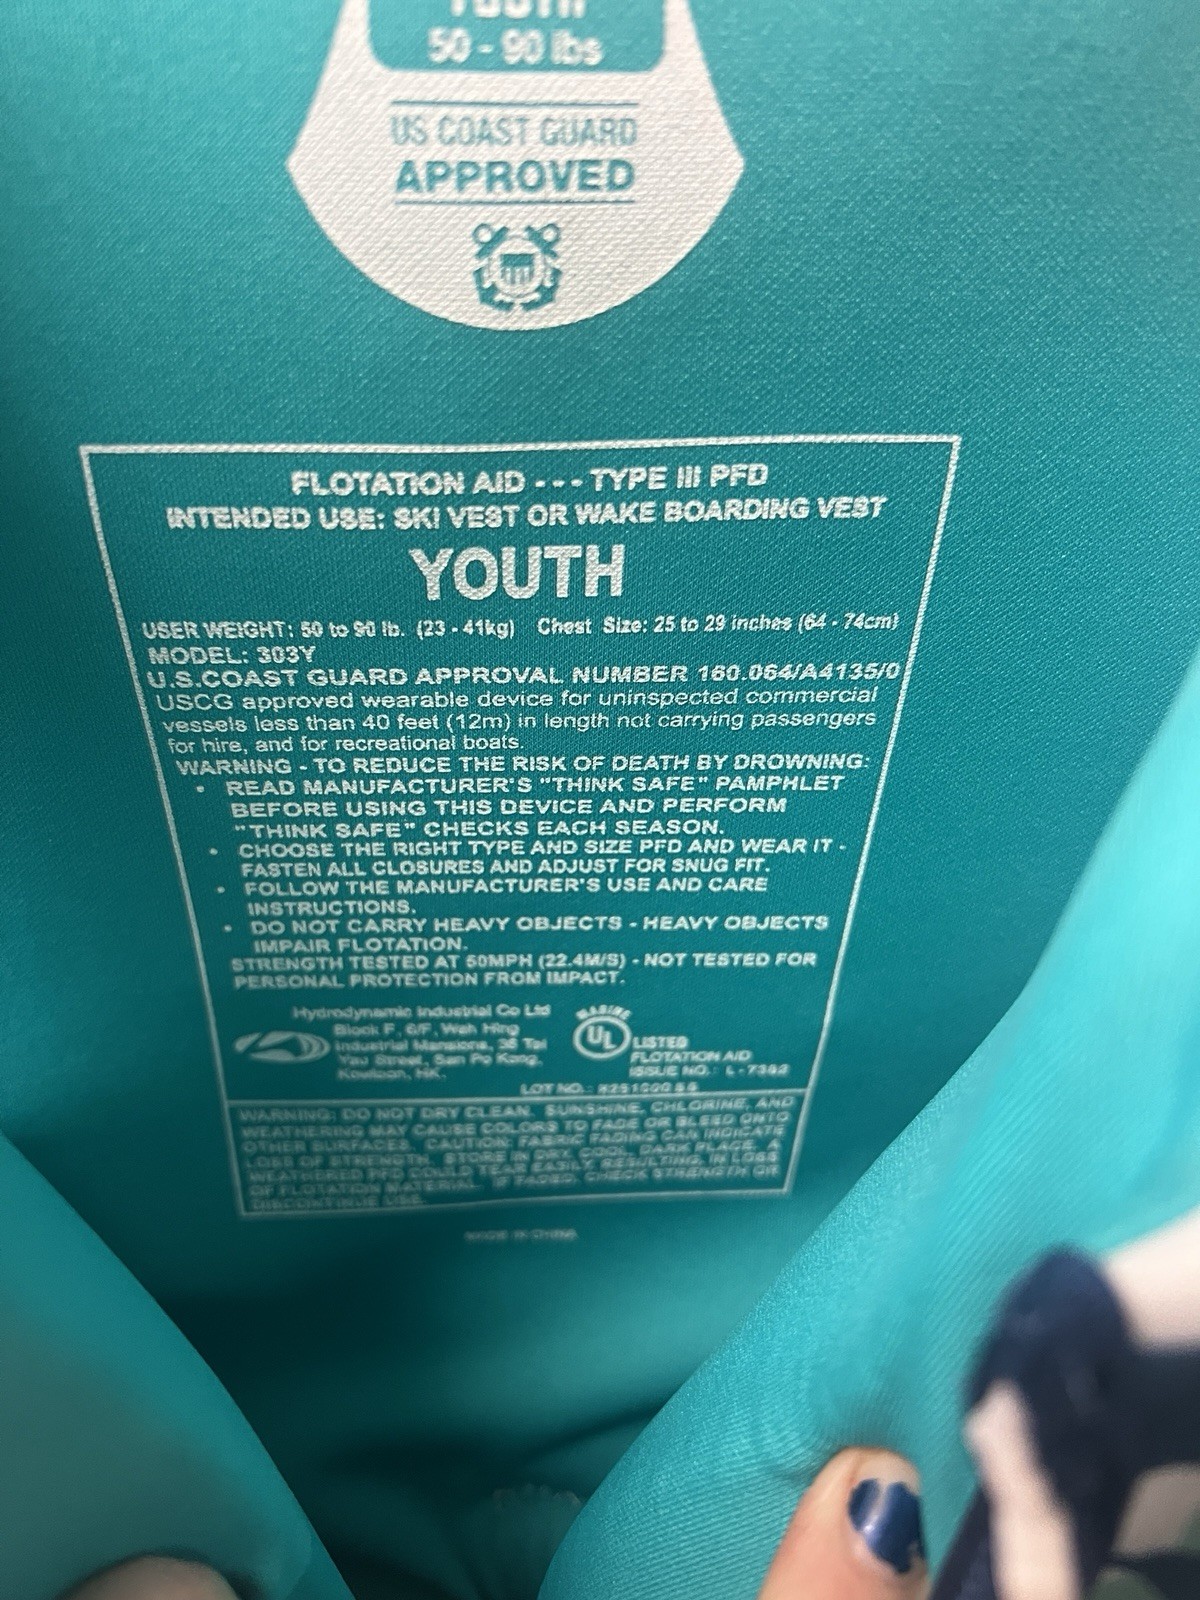 YOUTH
50 - 90 lbs
US COAST GUARD
APPROVED
FLOTATION AID - - - TYPE III PFD
INTENDED USE: SKI VEST OR WAKE BOARDING VEST
YOUTH
USER WEIGHT: 50 to 90 lb. (23 - 41kg) Chest Size: 25 to 29 inches (64 - 74cm)
MODEL: 303Y
U.S.COAST GUARD APPROVAL NUMBER 160.064/A4135/0
USCG approved wearable device for uninspected commercial
vessels less than 40 feet (12m) in length not carrying passengers
for hire, and for recreational boats.
WARNING - TO REDUCE THE RISK OF DEATH BY DROWNING:
• READ MANUFACTURER'S "THINK SAFE" PAMPHLET
BEFORE USING THIS DEVICE AND PERFORM
"THINK SAFE" CHECKS EACH SEASON.
• CHOOSE THE RIGHT TYPE AND SIZE PFD AND WEAR IT -
FASTEN ALL CLOSURES AND ADJUST FOR SNUG FIT.
• FOLLOW THE MANUFACTURER'S USE AND CARE
INSTRUCTIONS.
• DO NOT CARRY HEAVY OBJECTS - HEAVY OBJECTS
IMPAIR FLOTATION.
STRENGTH TESTED AT 50MPH (22.4M/S) - NOT TESTED FOR
PERSONAL PROTECTION FROM IMPACT.
Hydrodynamic Industrial Co Ltd
Block F, 6/F, Wah Hing
Industrial Mansions, 36 Tai
Yau Street, San Po Kong,
Kowloon, HK.
MARINE
UL
LISTED
FLOTATION AID
ISSUE NO.: L-7362
LOT NO.:
WARNING: DO NOT DRY CLEAN. SUNSHINE, CHLORINE, AND
WEATHERING MAY CAUSE COLORS TO FADE OR BLEED ONTO
OTHER SURFACES. CAUTION: FABRIC FADING CAN INDICATE
LOSS OF STRENGTH. STORE IN DRY, COOL, DARK PLACE. A
WEATHERED PFD COULD TEAR EASILY RESULTING IN LOSS
OF FLOTATION MATERIAL. IF FADED, CHECK STRENGTH OR
DISCONTINUE USE.
MADE IN CHINA